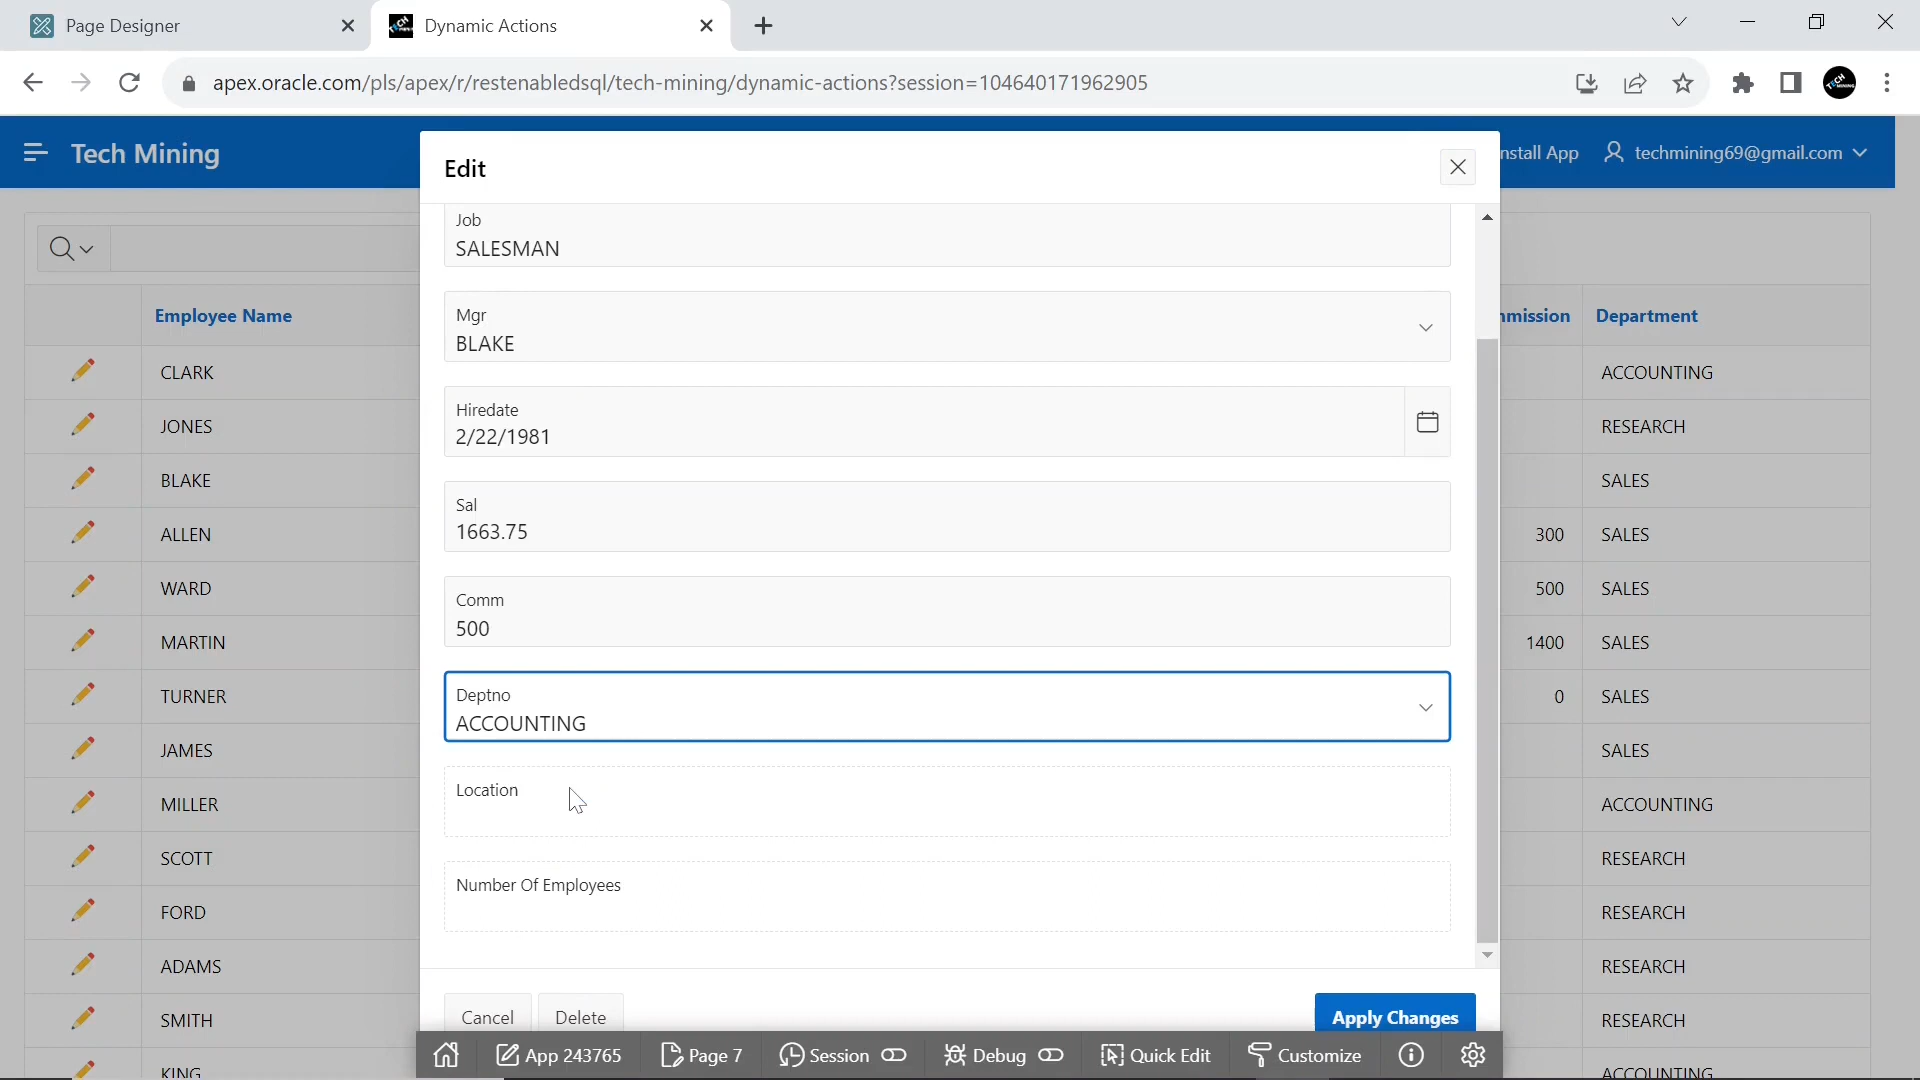 Page Designer
Dynamic Actions
apex.oracle.com/pls/apex/r/restenabledsql/tech-mining/dynamic-actions?session=104640171962905
Tech Mining
nstall App
techmining69@gmail.com
Edit
Job
SALESMAN
Mgr
BLAKE
Hiredate
2/22/1981
Sal
1663.75
Comm
500
Deptno
ACCOUNTING
Location
Number Of Employees
Cancel
Delete
Apply Changes
Employee Name
mmission
Department
CLARK
ACCOUNTING
JONES
RESEARCH
BLAKE
SALES
ALLEN
300
SALES
WARD
500
SALES
MARTIN
1400
SALES
TURNER
0
SALES
JAMES
SALES
MILLER
ACCOUNTING
SCOTT
RESEARCH
FORD
RESEARCH
ADAMS
RESEARCH
SMITH
RESEARCH
KING
ACCOUNTING
App 243765
Page 7
Session
Debug
Quick Edit
Customize